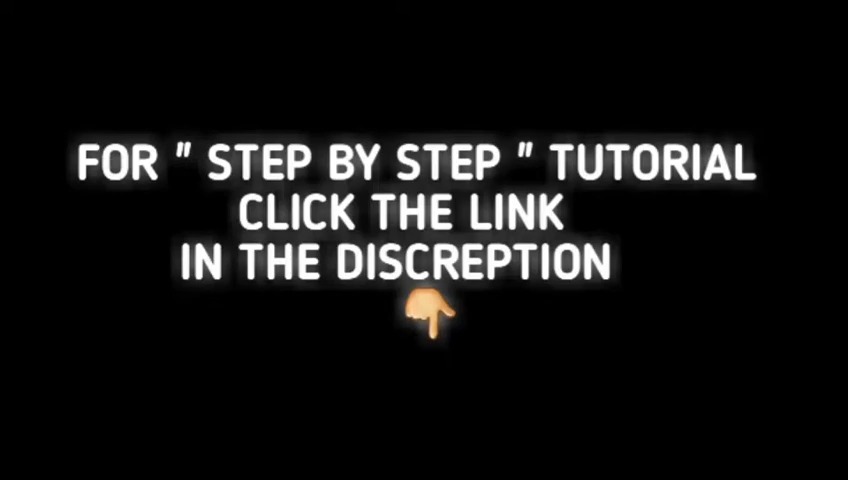 FOR " STEP BY STEP " TUTORIAL
CLICK THE LINK
IN THE DISCREPTION